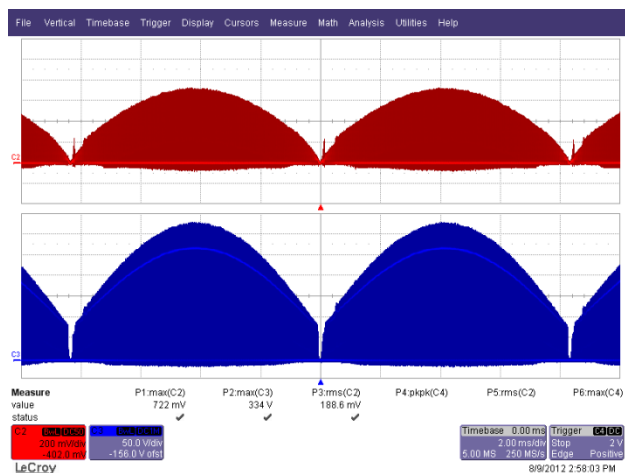 File Vertical Timebase Trigger Display Cursors Measure Math Analysis Utilities Help
C2
C3
Measure P1:max(C2) P2:max(C3) P3:rms(C2) P4:pkpk(C4) P5:rms(C2) P6:max(C4)
value 722 mV 334 V 188.6 mV
status
C2 BwL DC50
200 mV/div 50.0 V/div
-402.0 mV -156.0 V ofst
Timebase 0.00 ms Trigger C4 DC
2.00 ms/div Stop 2 V
5.00 MS 250 MS/s Edge Positive
LeCroy 8/9/2012 2:58:03 PM